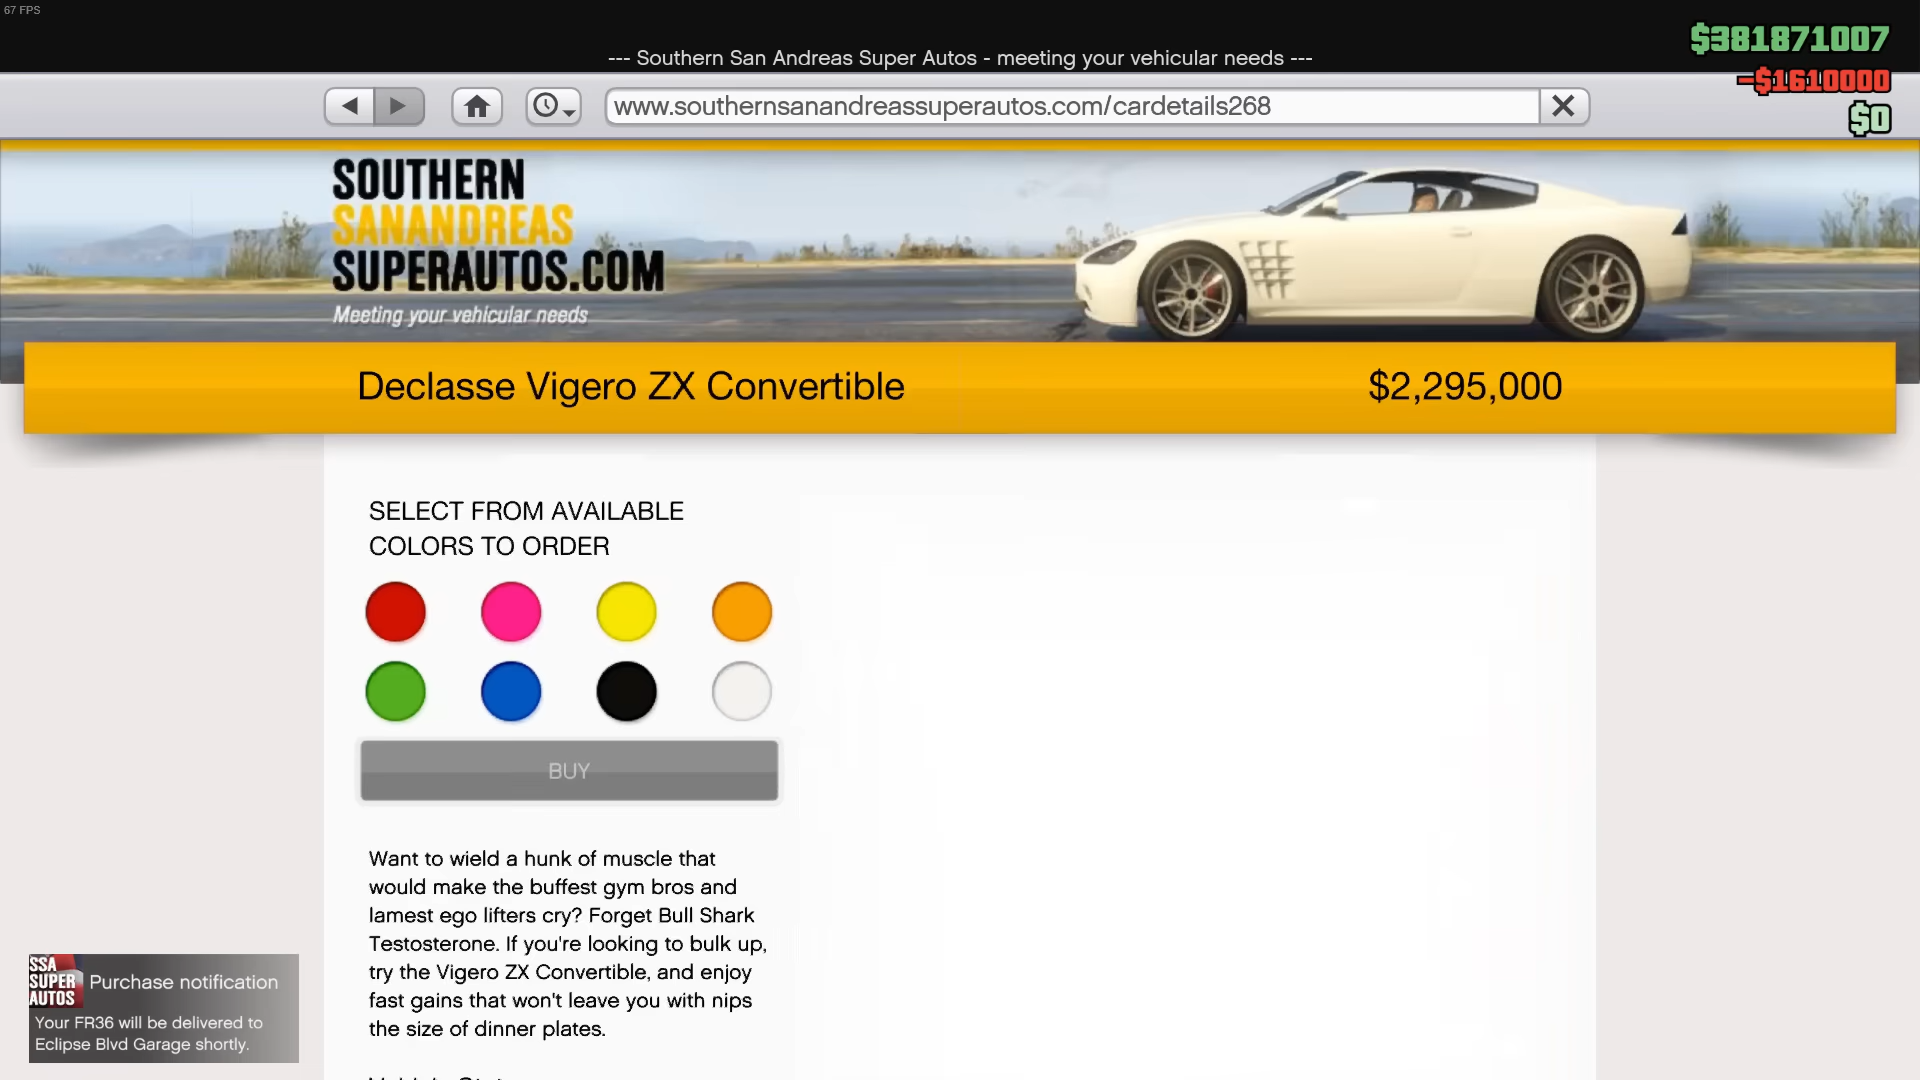 67 FPS
--- Southern San Andreas Super Autos - meeting your vehicular needs ---
$381871007
-$1610000
$0
www.southernsanandreassuperautos.com/cardetails268
SOUTHERN
SANANDREAS
SUPERAUTOS.COM
Meeting your vehicular needs
Declasse Vigero ZX Convertible
$2,295,000
SELECT FROM AVAILABLE
COLORS TO ORDER
BUY
Want to wield a hunk of muscle that
would make the buffest gym bros and
lamest ego lifters cry? Forget Bull Shark
Testosterone. If you're looking to bulk up,
try the Vigero ZX Convertible, and enjoy
fast gains that won't leave you with nips
the size of dinner plates.
SSA
SUPER
AUTOS
Purchase notification
Your FR36 will be delivered to
Eclipse Blvd Garage shortly.